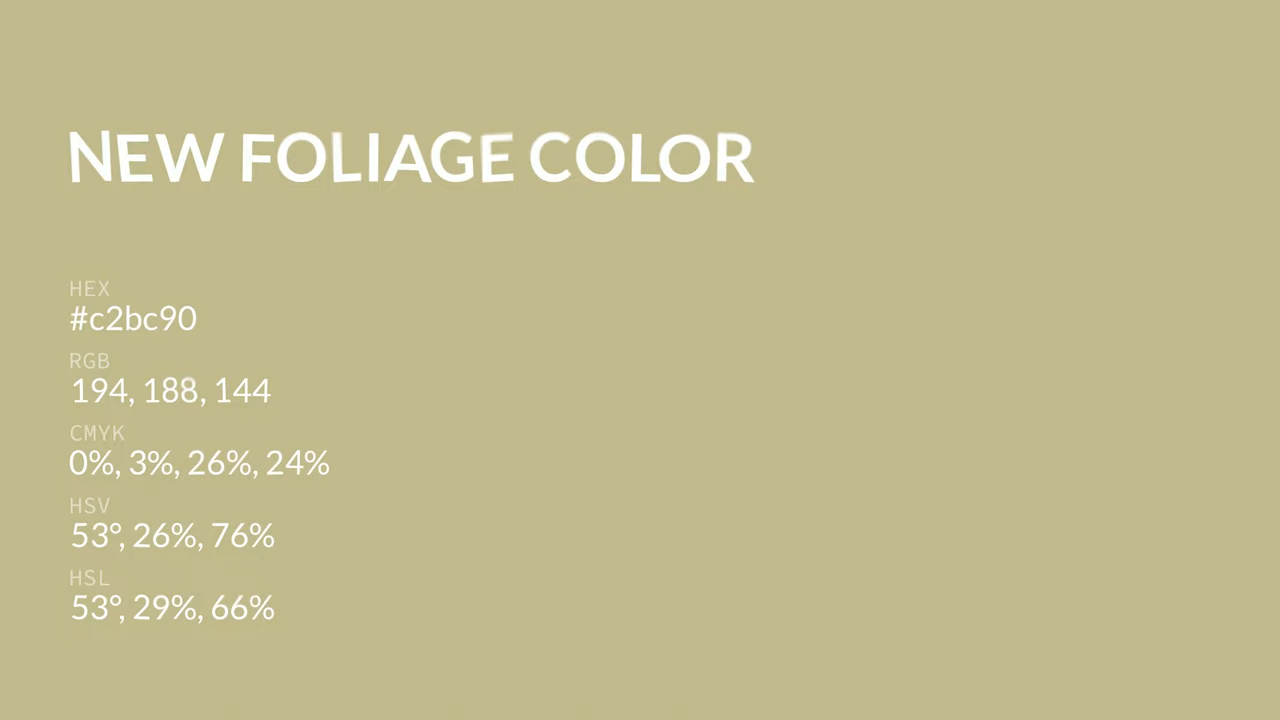 NEW FOLIAGE COLOR
HEX
#c2bc90
RGB
194, 188, 144
CMYK
0%, 3%, 26%, 24%
HSV
53°, 26%, 76%
HSL
53°, 29%, 66%